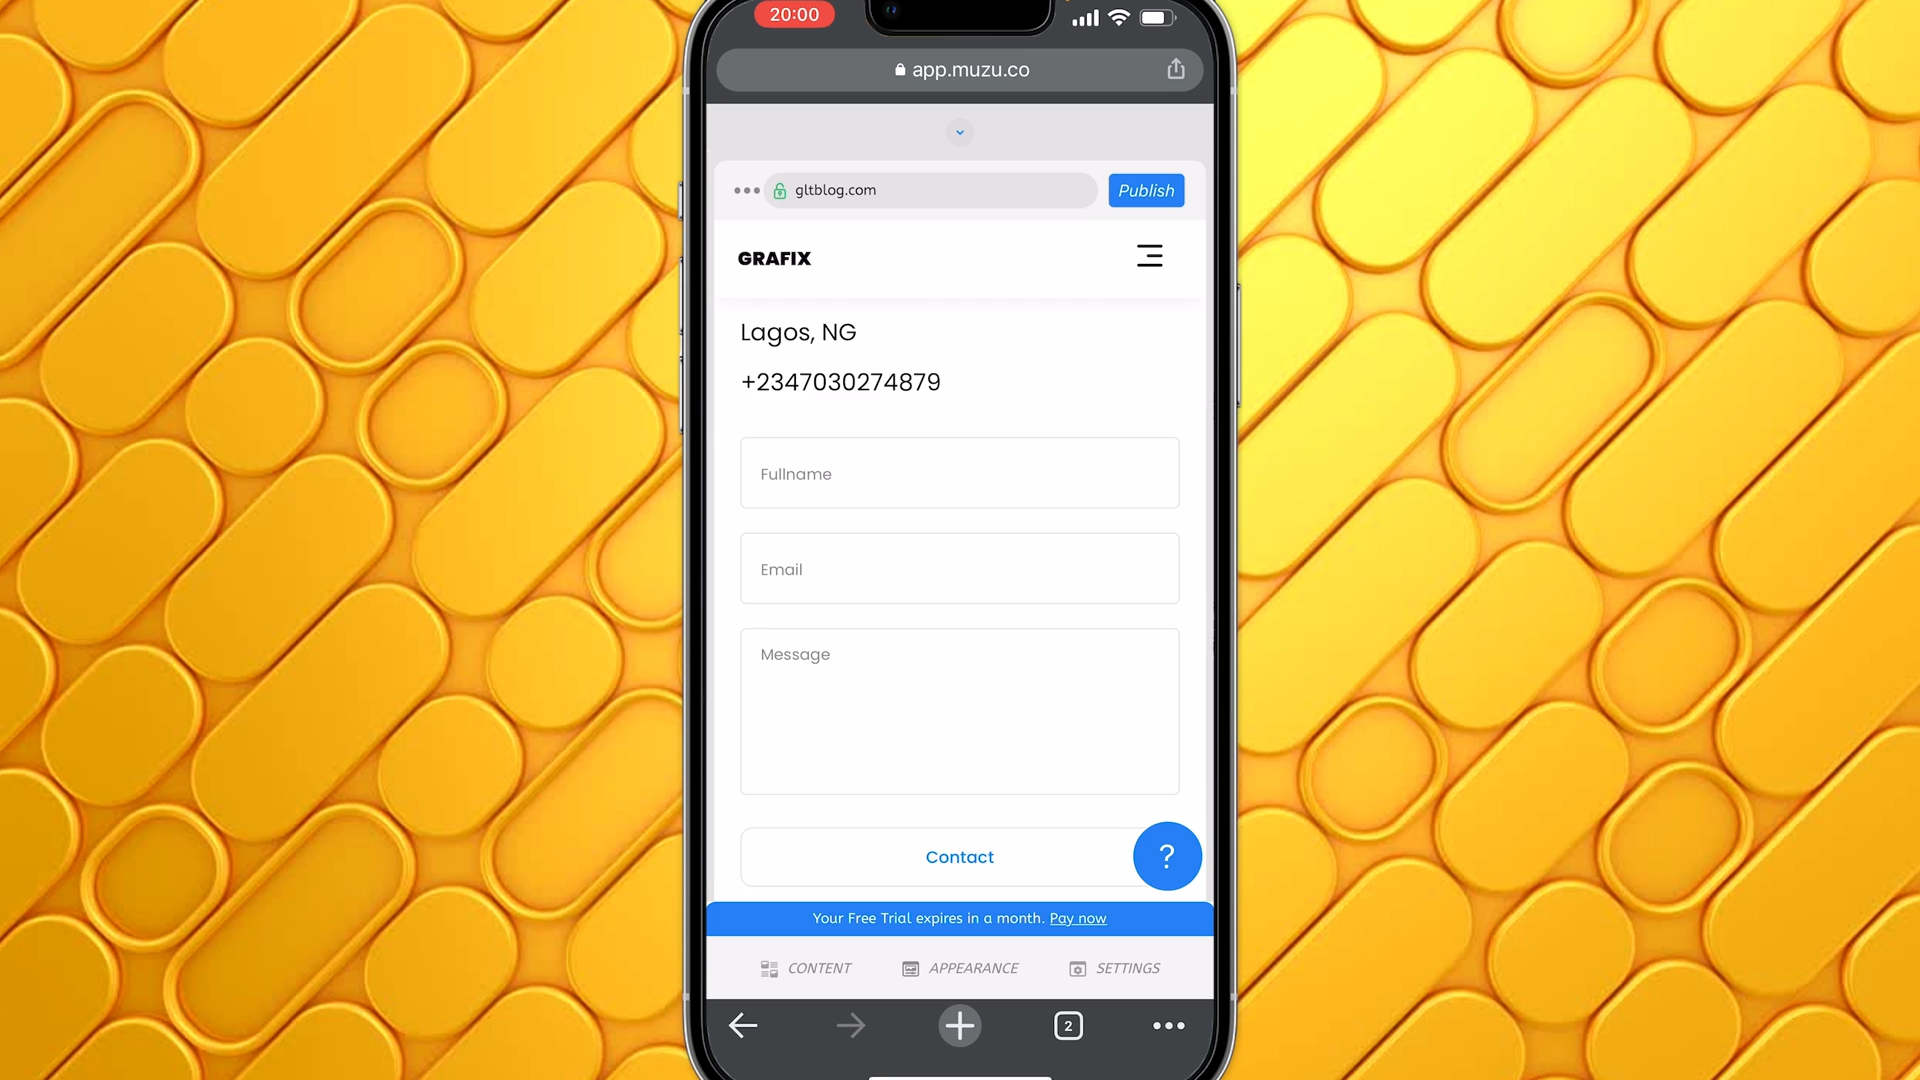 20:00
app.muzu.co
gltblog.com
Publish
GRAFIX
Lagos, NG
+2347030274879
Fullname
Email
Message
Contact
?
Your Free Trial expires in a month. Pay now
CONTENT APPEARANCE SETTINGS
2